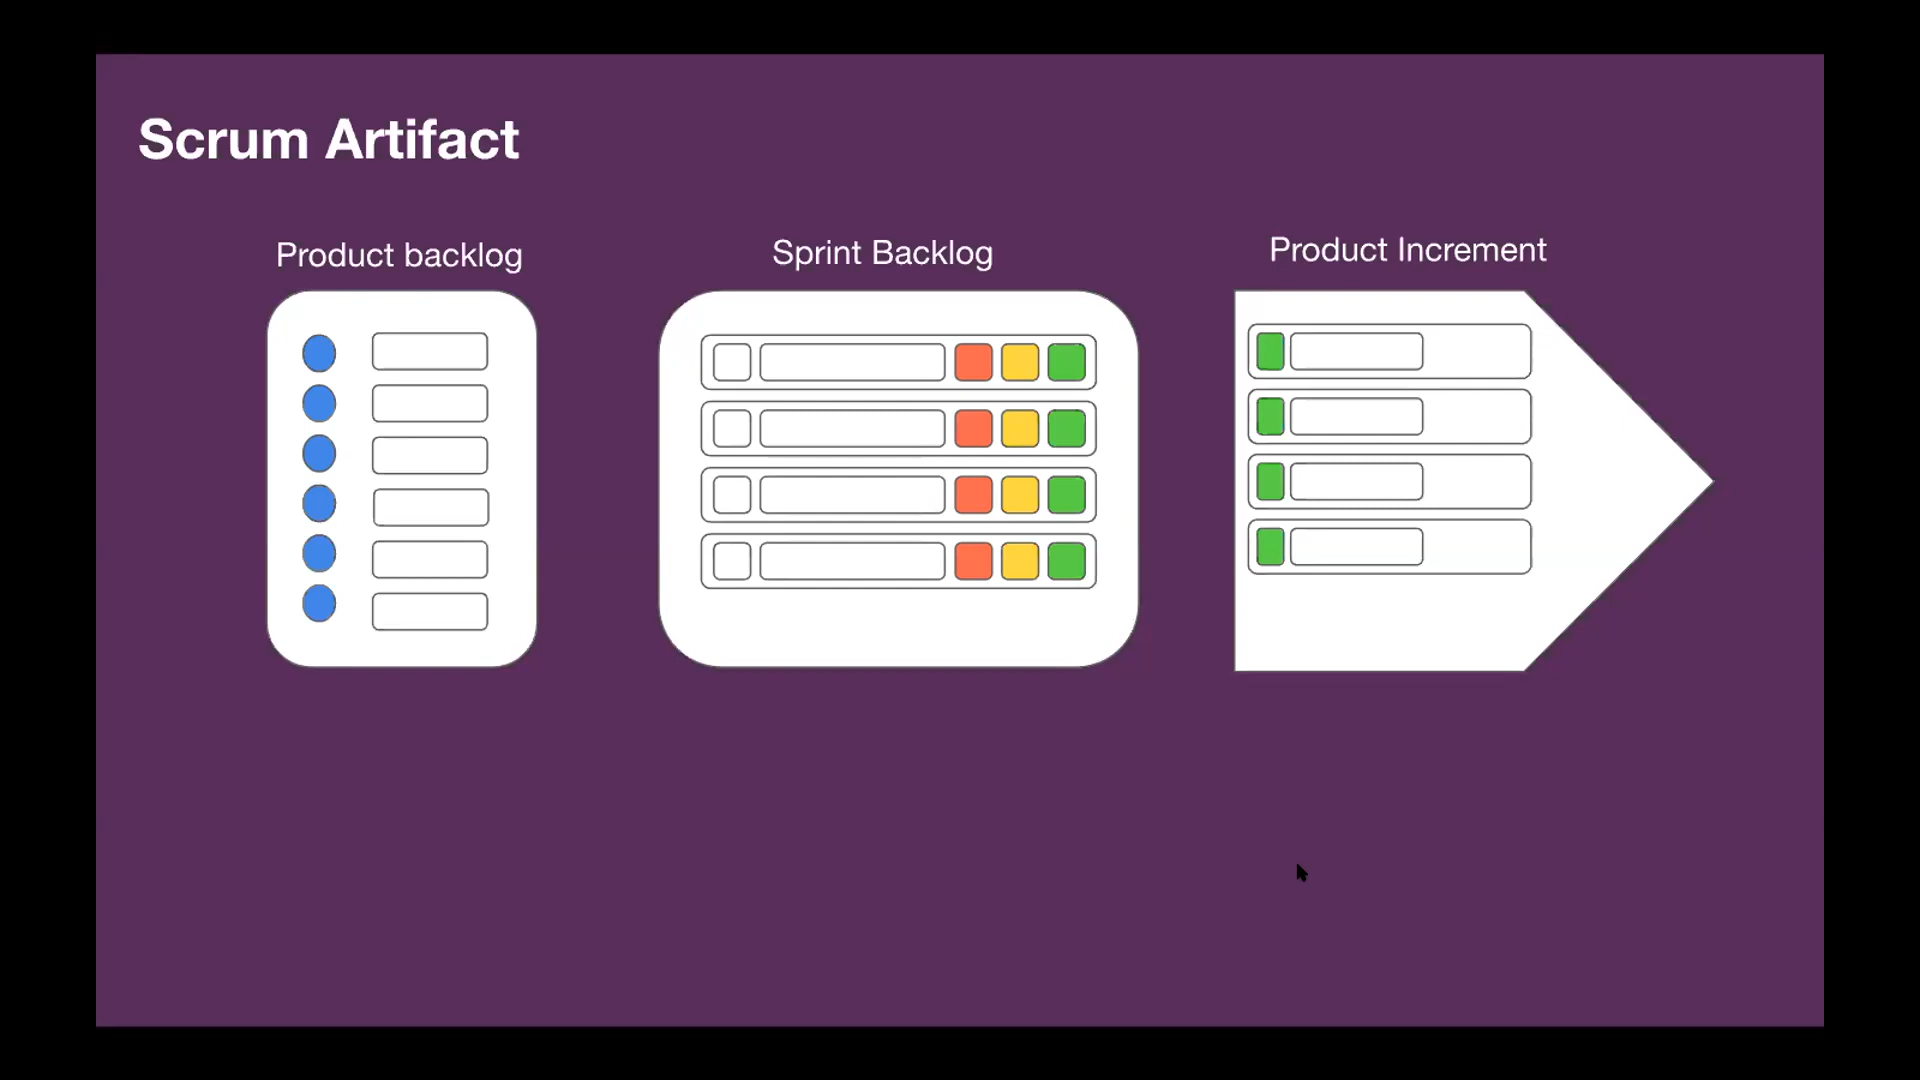 Scrum Artifact
Product backlog
Sprint Backlog
Product Increment